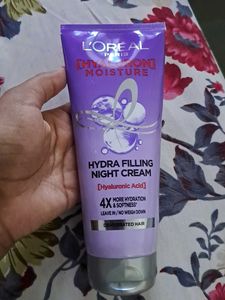 L'ORÉAL
PARIS
[HYALURON]
MOISTURE
HYDRA FILLING
NIGHT CREAM
[Hyaluronic Acid]
4X MORE HYDRATION
& SOFTNESS*
LEAVE IN / NO WEIGH DOWN
DEHYDRATED HAIR